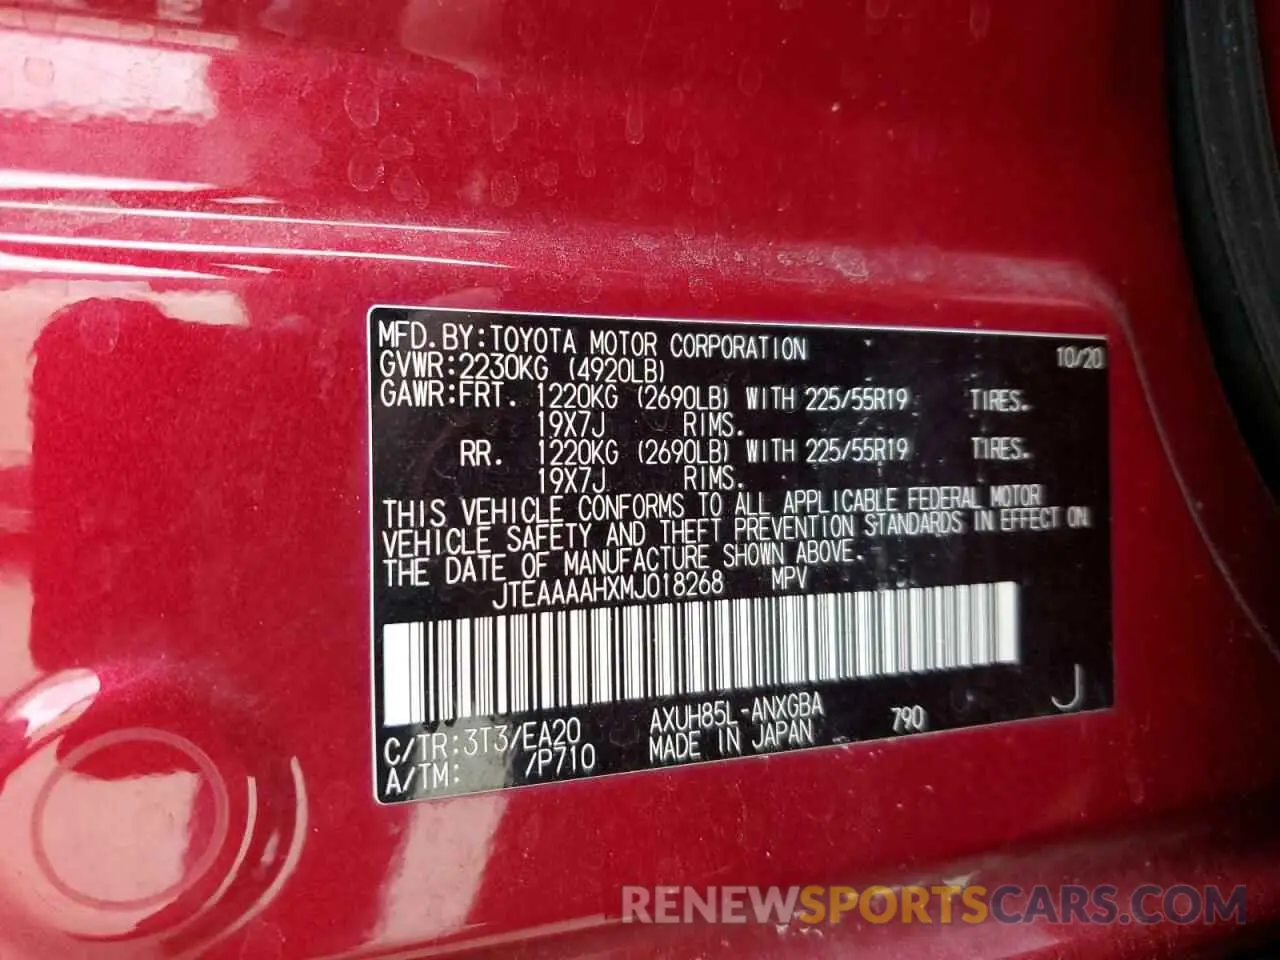 MFD.BY:TOYOTA MOTOR CORPORATION 10/20
GVWR:2230KG (4920LB)
GAWR:FRT. 1220KG (2690LB) WITH 225/55R19 TIRES.
19X7J RIMS.
RR. 1220KG (2690LB) WITH 225/55R19 TIRES.
19X7J RIMS.
THIS VEHICLE CONFORMS TO ALL APPLICABLE FEDERAL MOTOR
VEHICLE SAFETY AND THEFT PREVENTION STANDARDS IN EFFECT ON
THE DATE OF MANUFACTURE SHOWN ABOVE.
JTEAAAAHXMJ018268 MPV
C/TR:3T3/EA20 AXUH85L-ANXGBA 790 J
A/TM: /P710 MADE IN JAPAN
RENEWSPORTSCARS.COM